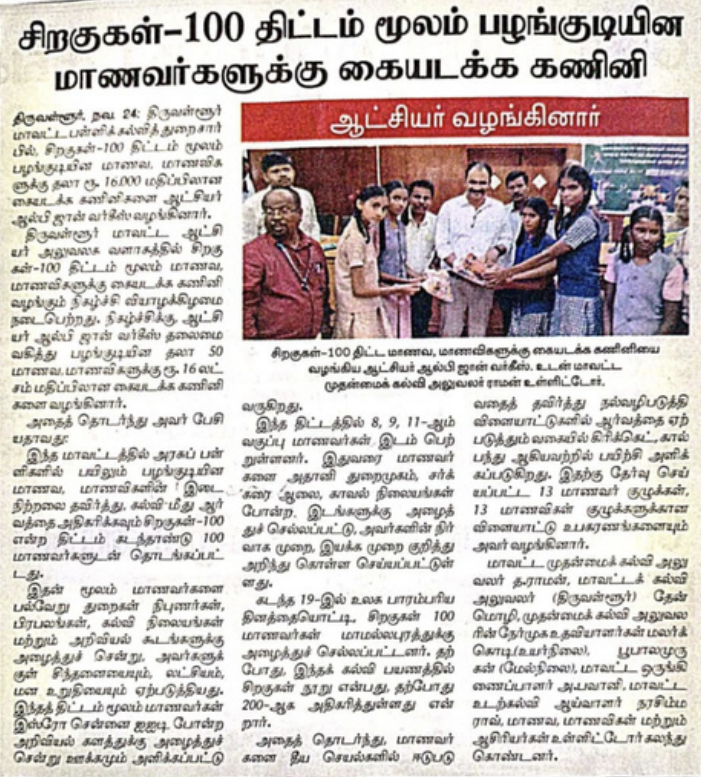 சிறகுகள்-100 திட்டம் மூலம் பழங்குடியின
மாணவர்களுக்கு கையடக்க கணினி
ஆட்சியர் வழங்கினார்
திருவள்ளூர், நவ. 24: திருவள்ளூர்
மாவட்ட பள்ளிக் கல்வித் துறை சார்
பில், சிறகுகள்-100 திட்டம் மூலம்
பழங்குடியின மாணவ, மாணவிக
ளுக்கு தலா ரூ. 16,000 மதிப்பிலான
கையடக்க கணினிகளை ஆட்சியர்
ஆல்பி ஜான் வர்கீஸ் வழங்கினார்.
திருவள்ளூர் மாவட்ட ஆட்சி
யர் அலுவலக வளாகத்தில் சிறகு
கள்-100 திட்டம் மூலம் மாணவ,
மாணவிகளுக்கு கையடக்க கணினி
வழங்கும் நிகழ்ச்சி வியாழக்கிழமை
நடைபெற்றது. நிகழ்ச்சிக்கு, ஆட்சி
யர் ஆல்பி ஜான் வர்கீஸ் தலைமை
வகித்து பழங்குடியின தலா 50
மாணவ, மாணவிகளுக்கு ரூ. 16 லட்
சம் மதிப்பிலான கையடக்க கணினி
களை வழங்கினார்.
அதைத் தொடர்ந்து அவர் பேசி
யதாவது:
இந்த மாவட்டத்தில் அரசுப் பள்
ளிகளில் பயிலும் பழங்குடியின
மாணவ, மாணவிகளின் இடை
நிற்றலை தவிர்த்து, கல்வி மீது ஆர்
வத்தை அதிகரிக்கவும் சிறகுகள்-100
என்ற திட்டம் கடந்தாண்டு 100
மாணவர்களுடன் தொடங்கப்பட்
டது.
இதன் மூலம் மாணவர்களை
பல்வேறு துறைகள் நிபுணர்கள்,
பிரபலங்கள், கல்வி நிலையங்கள்
மற்றும் அறிவியல் கூடங்களுக்கு
அழைத்துச் சென்று, அவர்களுக்
குள் சிந்தனையையும், லட்சியம்,
மன உறுதியையும் ஏற்படுத்தியது.
இந்தத் திட்டம் மூலம் மாணவர்கள்
இஸ்ரோ சென்னை ஐஐடி போன்ற
அறிவியல் களத்துக்கு அழைத்துச்
சென்று ஊக்கமும் அளிக்கப்பட்டு
சிறகுகள்-100 திட்ட மாணவ, மாணவிகளுக்கு கையடக்க கணினியை
வழங்கிய ஆட்சியர் ஆல்பி ஜான் வர்கீஸ். உடன் மாவட்ட
முதன்மைக் கல்வி அலுவலர் ராமன் உள்ளிட்டோர்.
வருகிறது.
இந்த திட்டத்தில் 8, 9, 11-ஆம்
வகுப்பு மாணவர்கள் இடம் பெற்
றுள்ளனர். இதுவரை மாணவர்
களை அதானி துறைமுகம், சர்க்
கரை ஆலை, காவல் நிலையங்கள்
போன்ற, இடங்களுக்கு அழைத்
துச் செல்லப்பட்டு, அவர்களின் நிர்
வாக முறை, இயக்க முறை குறித்து
அறிந்து கொள்ள செய்யப்பட்டுள்
ளது.
கடந்த 19-இல் உலக பாரம்பரிய
தினத்தையொட்டி, சிறகுகள் 100
மாணவர்கள் மாமல்லபுரத்துக்கு
அழைத்துச் செல்லப்பட்டனர். தற்
போது, இந்தக் கல்வி பயணத்தில்
சிறகுகள் நூறு என்பது, தற்போது
200-ஆக அதிகரித்துள்ளது என்
றார்.
அதைத் தொடர்ந்து, மாணவர்
களை தீய செயல்களில் ஈடுபடு
வதைத் தவிர்த்து நல்வழிபடுத்தி
விளையாட்டுகளில் ஆர்வத்தை ஏற்
படுத்தும் வகையில் கிரிக்கெட், கால்
பந்து ஆகியவற்றில் பயிற்சி அளிக்
கப்படுகிறது. இதற்கு தேர்வு செய்
யப்பட்ட 13 மாணவர் குழுக்கள்,
13 மாணவிகள் குழுக்களுக்கான
விளையாட்டு உபகரணங்களையும்
அவர் வழங்கினார்.
மாவட்ட முதன்மைக் கல்வி அலு
வலர் த.ராமன், மாவட்டக் கல்வி
அலுவலர் (திருவள்ளூர்) தேன்
மொழி, முதன்மைக் கல்வி அலுவல
ரின் நேர்முக உதவியாளர்கள் மலர்க்
கொடி(உயர்நிலை), பூபாலமுரு
கன் (மேல்நிலை), மாவட்ட ஒருங்கி
ணைப்பாளர் அ.பவானி, மாவட்ட
உடற்கல்வி ஆய்வாளர் நரசிம்ம
ராவ், மாணவ, மாணவிகள் மற்றும்
ஆசிரியர்கள் உள்ளிட்டோர் கலந்து
கொண்டனர்.